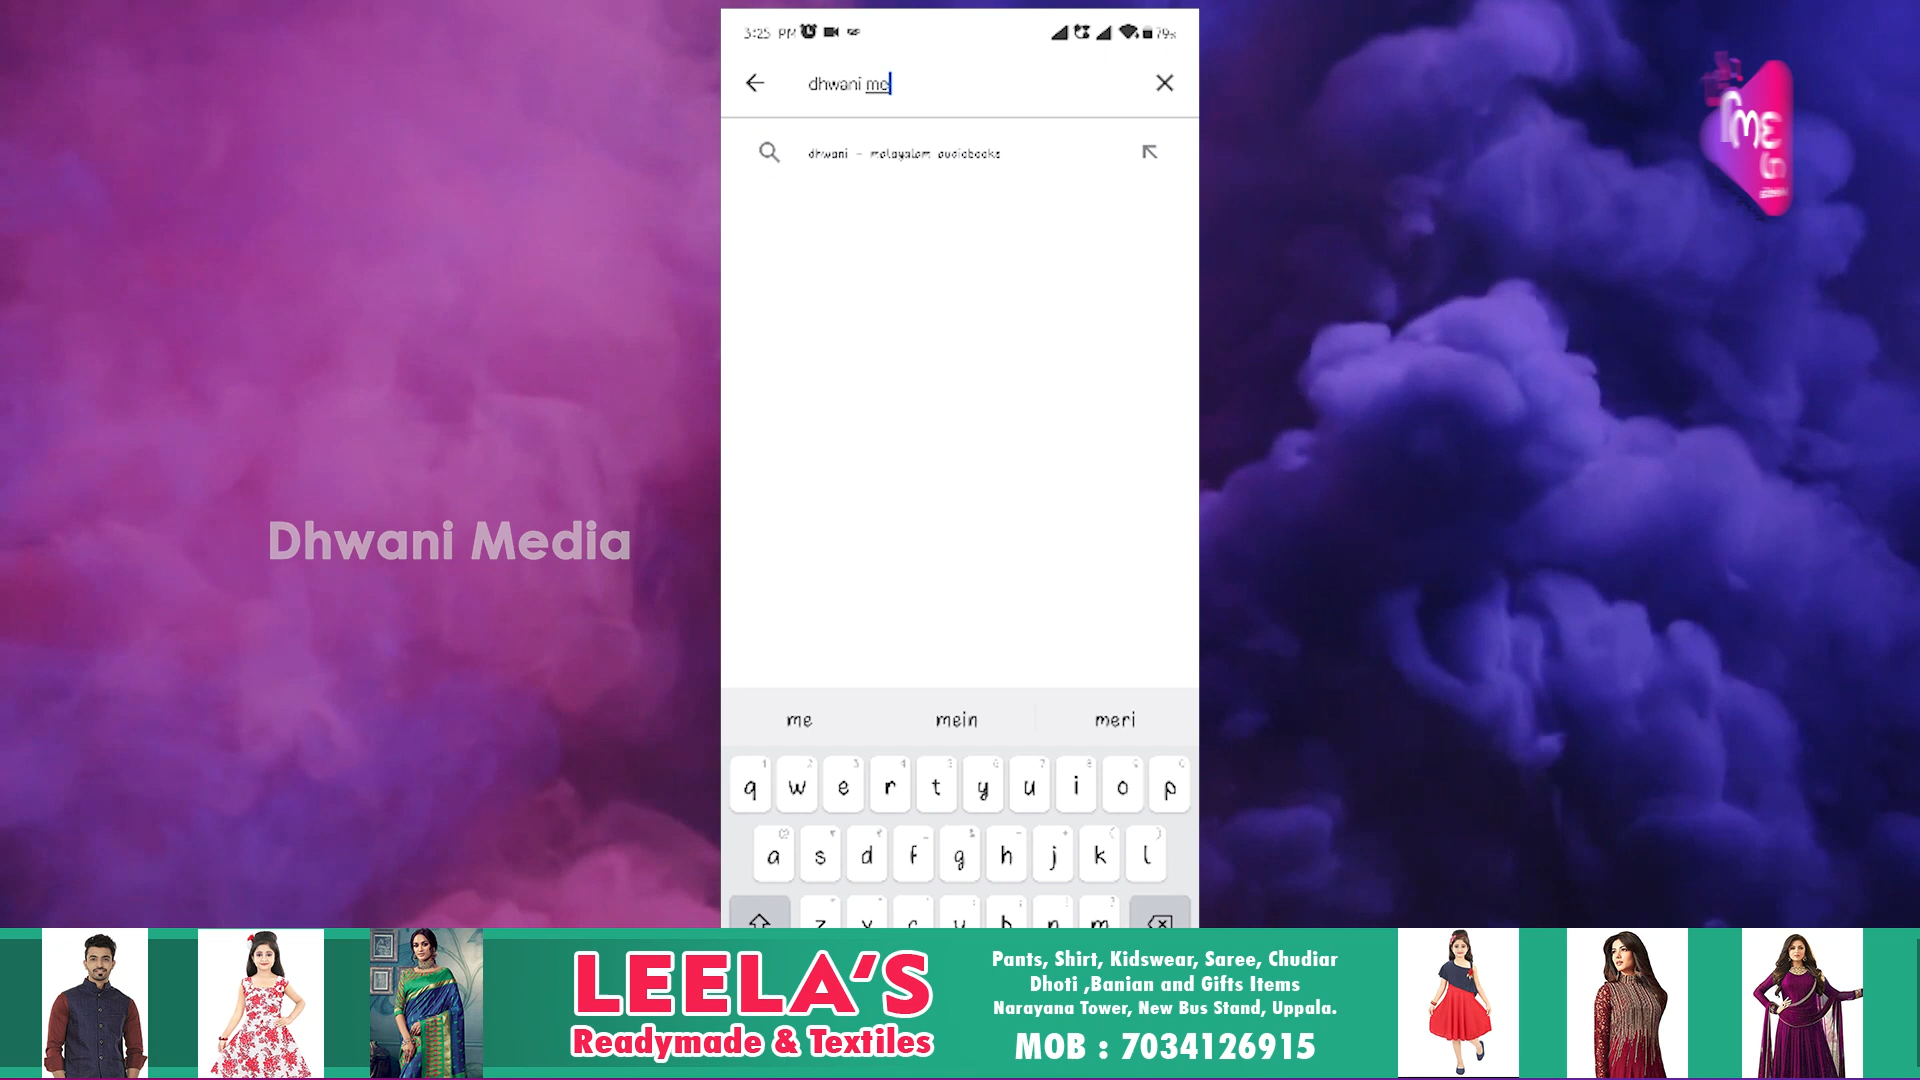 3:25 PM
79%
dhwani me
dhwani - malayalam audiobooks
Dhwani Media
me mein meri
q w e r t y u i o p
a s d f g h j k l
z x c v b n m
LEELA'S
Readymade & Textiles
Pants, Shirt, Kidswear, Saree, Chudiar
Dhoti ,Banian and Gifts Items
Narayana Tower, New Bus Stand, Uppala.
MOB : 7034126915